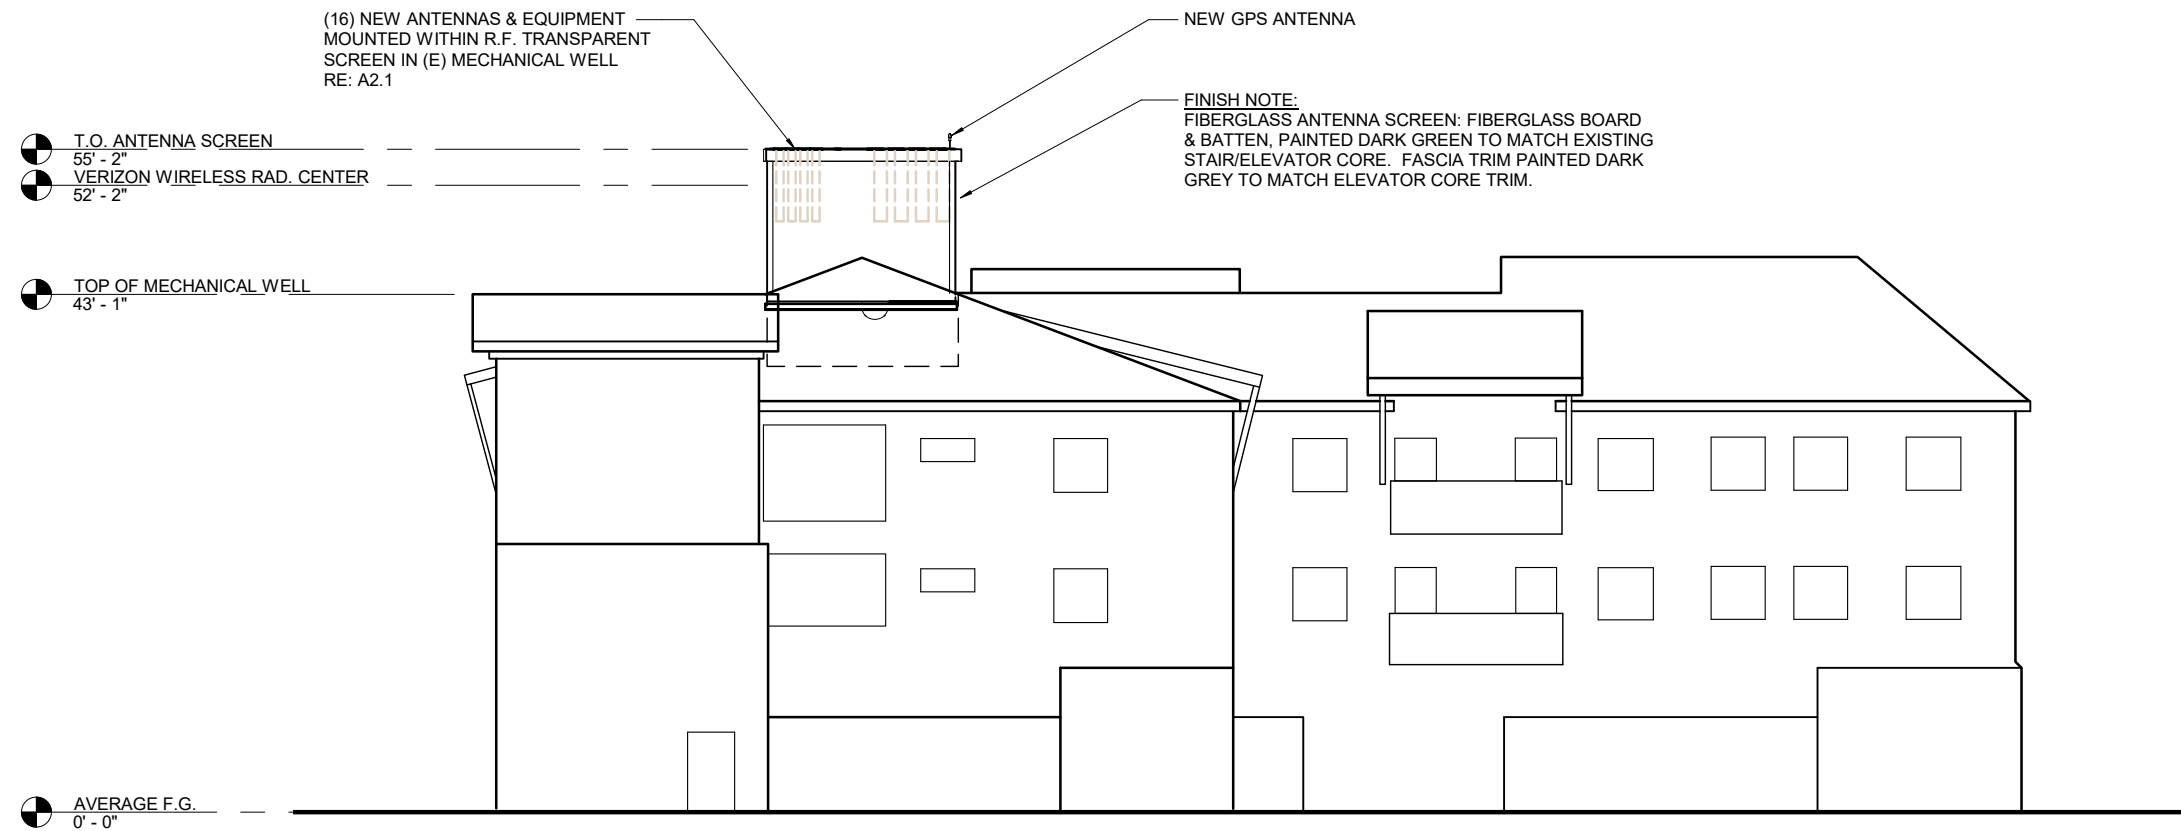 (16) NEW ANTENNAS & EQUIPMENT
MOUNTED WITHIN R.F. TRANSPARENT
SCREEN IN (E) MECHANICAL WELL
RE: A2.1
NEW GPS ANTENNA
FINISH NOTE:
FIBERGLASS ANTENNA SCREEN: FIBERGLASS BOARD
& BATTEN, PAINTED DARK GREEN TO MATCH EXISTING
STAIR/ELEVATOR CORE. FASCIA TRIM PAINTED DARK
GREY TO MATCH ELEVATOR CORE TRIM.
T.O. ANTENNA SCREEN
55' - 2"
VERIZON WIRELESS RAD. CENTER
52' - 2"
TOP OF MECHANICAL WELL
43' - 1"
AVERAGE F.G.
0' - 0"